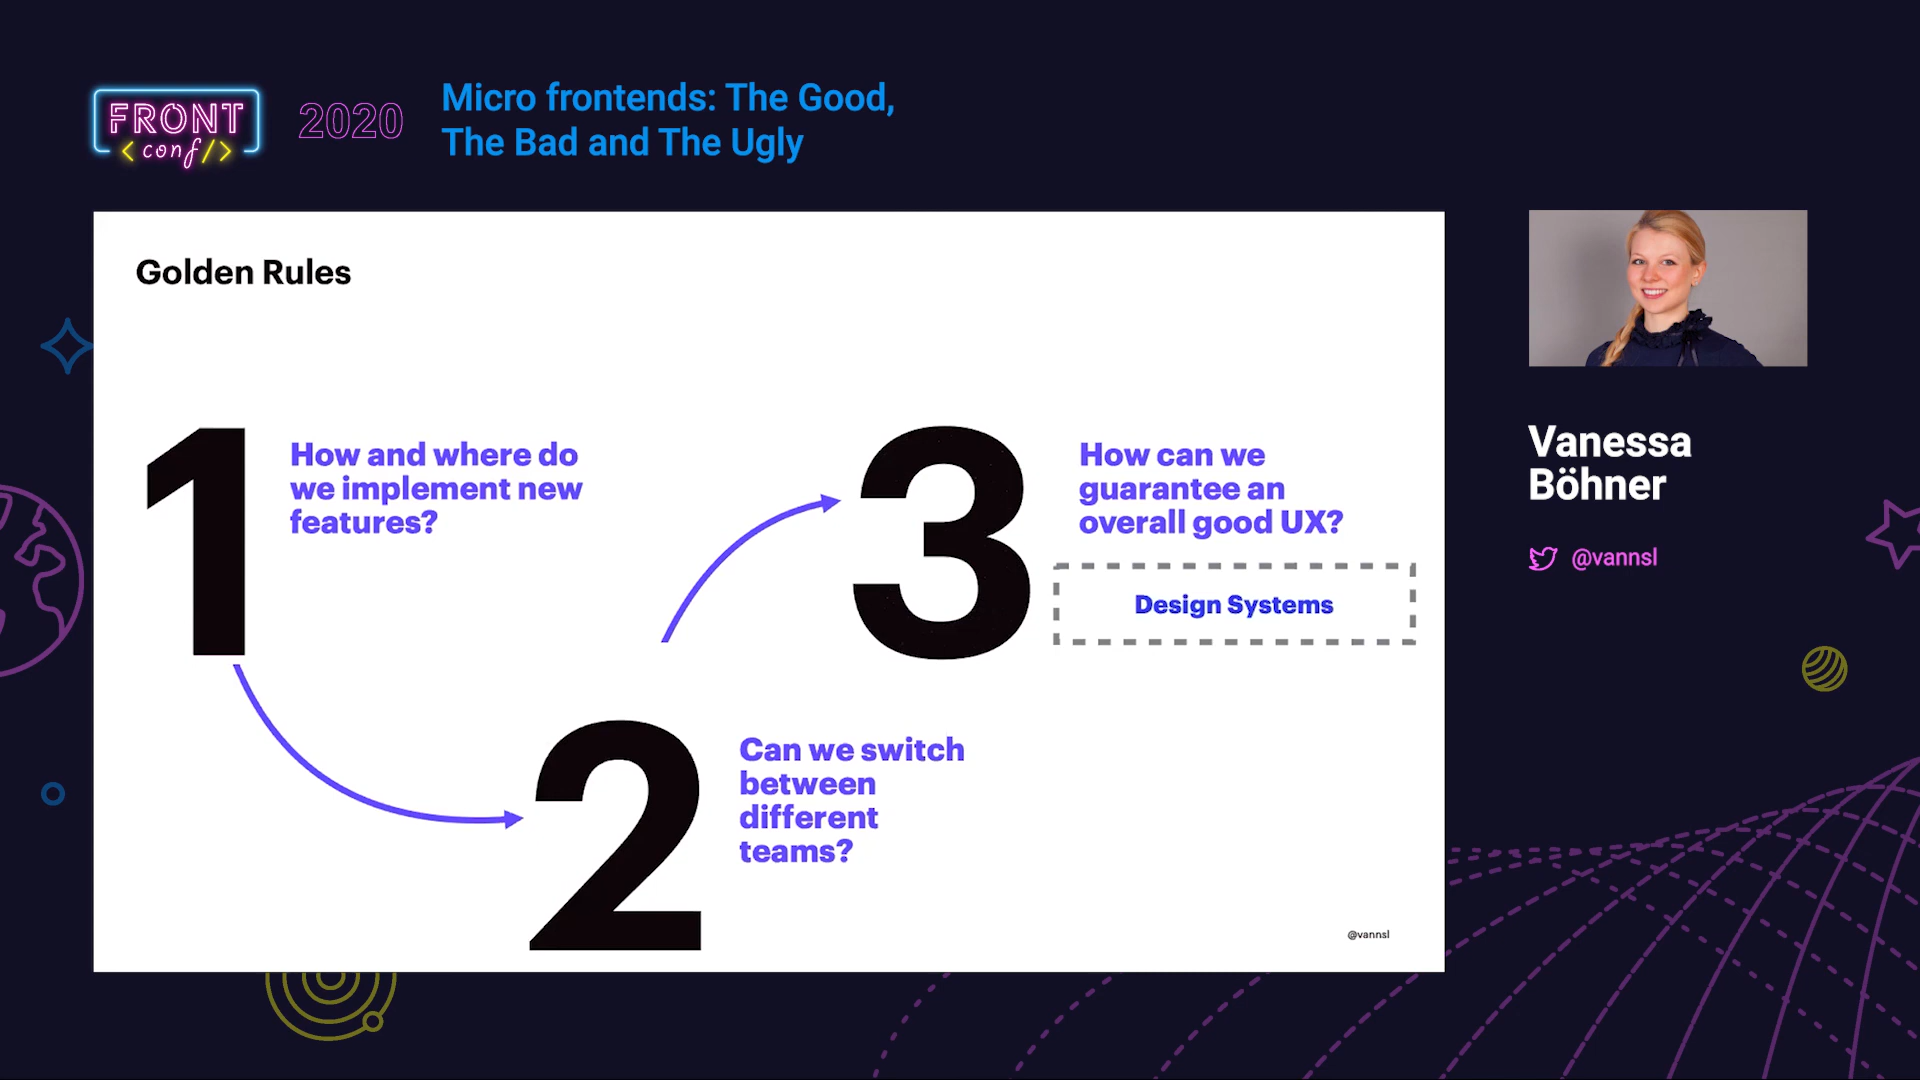 FRONT
<conf/>
2020
Micro frontends: The Good,
The Bad and The Ugly
Golden Rules
1
How and where do
we implement new
features?
2
Can we switch
between
different
teams?
3
How can we
guarantee an
overall good UX?
Design Systems
@vannsl
Vanessa
Böhner
@vannsl